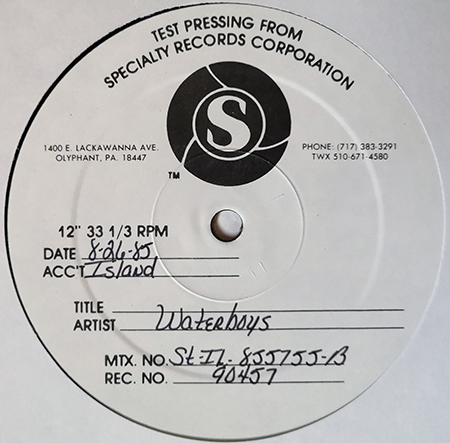 TEST PRESSING FROM
SPECIALTY RECORDS CORPORATION
S
TM
1400 E. LACKAWANNA AVE.
OLYPHANT, PA. 18447
PHONE: (717) 383-3291
TWX 510-671-4580
12" 33 1/3 RPM
DATE 8-26-85
ACC'T Island
TITLE
ARTIST Waterboys
MTX. NO. St-IL-855755-B
REC. NO. 90457